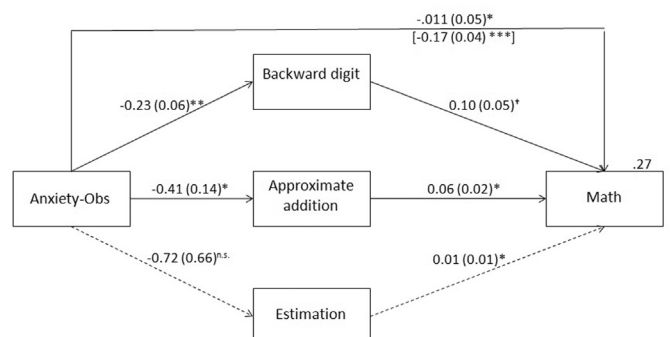 -.011 (0.05)*
[-0.17 (0.04) ***]
Backward digit
-0.23 (0.06)**
0.10 (0.05)†
.27
Anxiety-Obs
-0.41 (0.14)*
Approximate
addition
0.06 (0.02)*
Math
-0.72 (0.66)n.s.
0.01 (0.01)*
Estimation